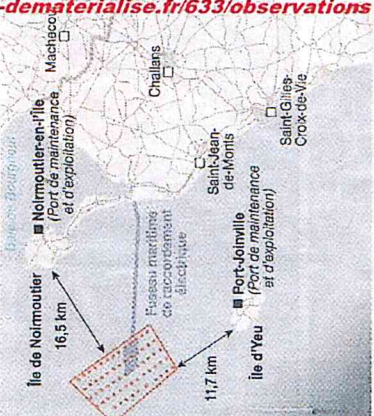 -dematerialise.fr/633/observations
Machecoul
Challans
Noirmoutier-en-l'Île
(Port de maintenance
et d'exploitation)
Île de Noirmoutier
16,5 km
Saint-Jean-
de-Monts
Saint-Gilles-
Croix-de-Vie
Fuseau maritime
de raccordement
électrique
Port-Joinville
(Port de maintenance
et d'exploitation)
11,7 km
Île d'Yeu